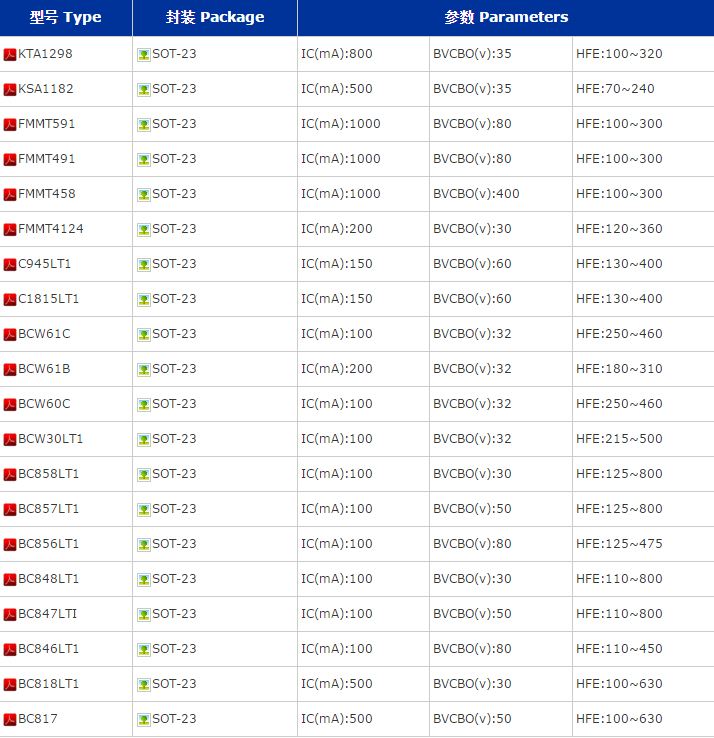 型号 Type 封装 Package 参数 Parameters
KTA1298 SOT-23 IC(mA):800 BVCBO(v):35 HFE:100~320
KSA1182 SOT-23 IC(mA):500 BVCBO(v):35 HFE:70~240
FMMT591 SOT-23 IC(mA):1000 BVCBO(v):80 HFE:100~300
FMMT491 SOT-23 IC(mA):1000 BVCBO(v):80 HFE:100~300
FMMT458 SOT-23 IC(mA):1000 BVCBO(v):400 HFE:100~300
FMMT4124 SOT-23 IC(mA):200 BVCBO(v):30 HFE:120~360
C945LT1 SOT-23 IC(mA):150 BVCBO(v):60 HFE:130~400
C1815LT1 SOT-23 IC(mA):150 BVCBO(v):60 HFE:130~400
BCW61C SOT-23 IC(mA):100 BVCBO(v):32 HFE:250~460
BCW61B SOT-23 IC(mA):200 BVCBO(v):32 HFE:180~310
BCW60C SOT-23 IC(mA):100 BVCBO(v):32 HFE:250~460
BCW30LT1 SOT-23 IC(mA):100 BVCBO(v):32 HFE:215~500
BC858LT1 SOT-23 IC(mA):100 BVCBO(v):30 HFE:125~800
BC857LT1 SOT-23 IC(mA):100 BVCBO(v):50 HFE:125~800
BC856LT1 SOT-23 IC(mA):100 BVCBO(v):80 HFE:125~475
BC848LT1 SOT-23 IC(mA):100 BVCBO(v):30 HFE:110~800
BC847LTI SOT-23 IC(mA):100 BVCBO(v):50 HFE:110~800
BC846LT1 SOT-23 IC(mA):100 BVCBO(v):80 HFE:110~450
BC818LT1 SOT-23 IC(mA):500 BVCBO(v):30 HFE:100~630
BC817 SOT-23 IC(mA):500 BVCBO(v):50 HFE:100~630